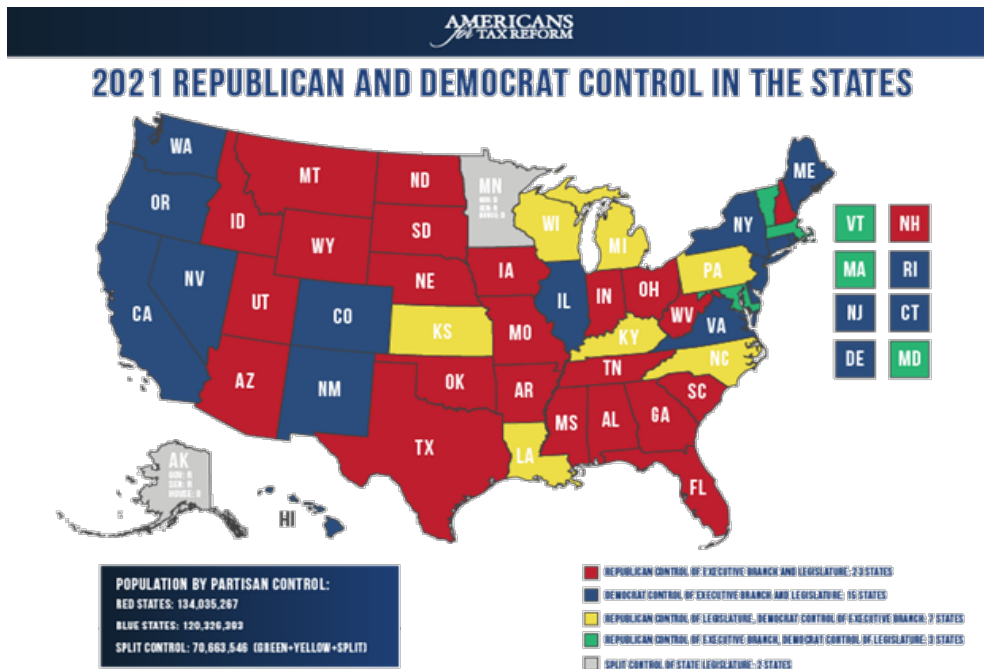 AMERICANS
for TAX REFORM
2021 REPUBLICAN AND DEMOCRAT CONTROL IN THE STATES
WA
MT
ND
MN
GOV: D
SEN: R
HOUSE: D
ME
OR
ID
SD
WI
MI
NY
VT
NH
WY
IA
NE
PA
MA
RI
NV
UT
CO
IL
IN
OH
WV
VA
CA
KS
MO
KY
NJ
CT
NC
AZ
NM
OK
AR
TN
SC
DE
MD
TX
MS
AL
GA
LA
FL
AK
GOV: R
SEN: R
HOUSE: D
HI
POPULATION BY PARTISAN CONTROL:
RED STATES: 134,035,267
BLUE STATES: 120,326,393
SPLIT CONTROL: 70,663,546 (GREEN+YELLOW+SPLIT)
REPUBLICAN CONTROL OF EXECUTIVE BRANCH AND LEGISLATURE: 23 STATES
DEMOCRAT CONTROL OF EXECUTIVE BRANCH AND LEGISLATURE: 15 STATES
REPUBLICAN CONTROL OF LEGISLATURE, DEMOCRAT CONTROL OF EXECUTIVE BRANCH: 7 STATES
REPUBLICAN CONTROL OF EXECUTIVE BRANCH, DEMOCRAT CONTROL OF LEGISLATURE: 3 STATES
SPLIT CONTROL OF STATE LEGISLATURE: 2 STATES